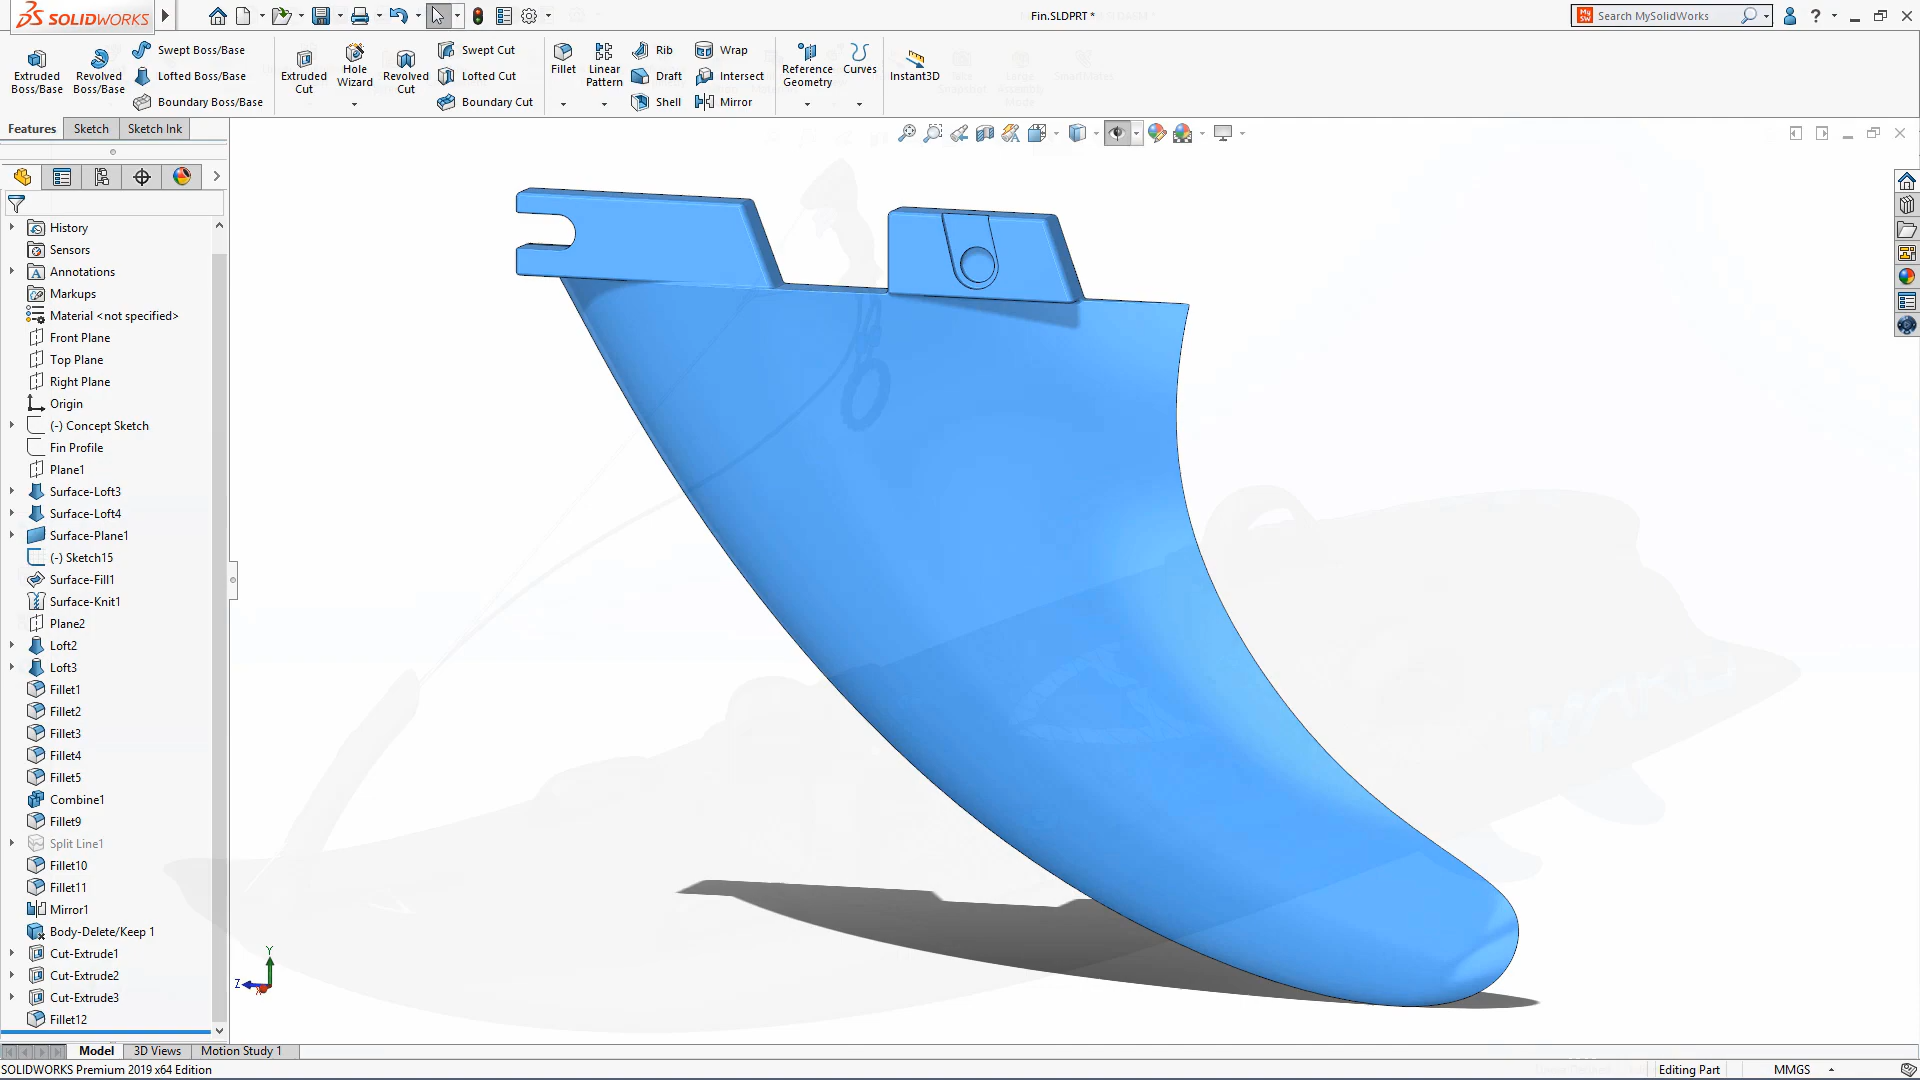 SOLIDWORKS
Fin.SLDPRT *
Search MySolidWorks
Extruded Boss/Base
Revolved Boss/Base
Swept Boss/Base
Lofted Boss/Base
Boundary Boss/Base
Extruded Cut
Hole Wizard
Revolved Cut
Swept Cut
Lofted Cut
Boundary Cut
Fillet
Linear Pattern
Rib
Draft
Shell
Wrap
Intersect
Mirror
Reference Geometry
Curves
Instant3D
Features
Sketch
Sketch Ink
History
Sensors
Annotations
Markups
Material <not specified>
Front Plane
Top Plane
Right Plane
Origin
(-) Concept Sketch
Fin Profile
Plane1
Surface-Loft3
Surface-Loft4
Surface-Plane1
(-) Sketch15
Surface-Fill1
Surface-Knit1
Plane2
Loft2
Loft3
Fillet1
Fillet2
Fillet3
Fillet4
Fillet5
Combine1
Fillet9
Split Line1
Fillet10
Fillet11
Mirror1
Body-Delete/Keep 1
Cut-Extrude1
Cut-Extrude2
Cut-Extrude3
Fillet12
Y
Z
Model
3D Views
Motion Study 1
SOLIDWORKS Premium 2019 x64 Edition
Editing Part
MMGS